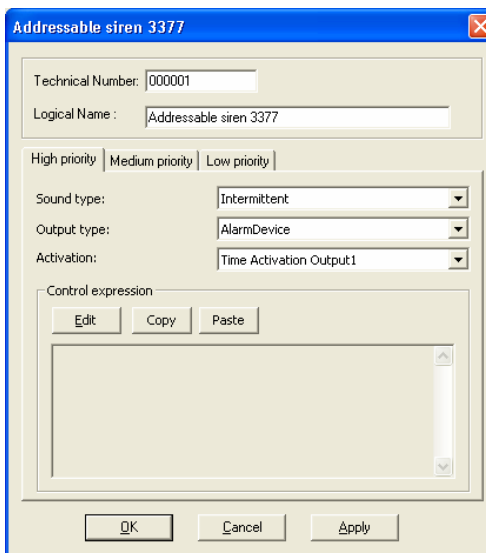 Addressable siren 3377
Technical Number: 000001
Logical Name : Addressable siren 3377
High priority Medium priority Low priority
Sound type: Intermittent
Output type: AlarmDevice
Activation: Time Activation Output1
Control expression
Edit Copy Paste
OK Cancel Apply